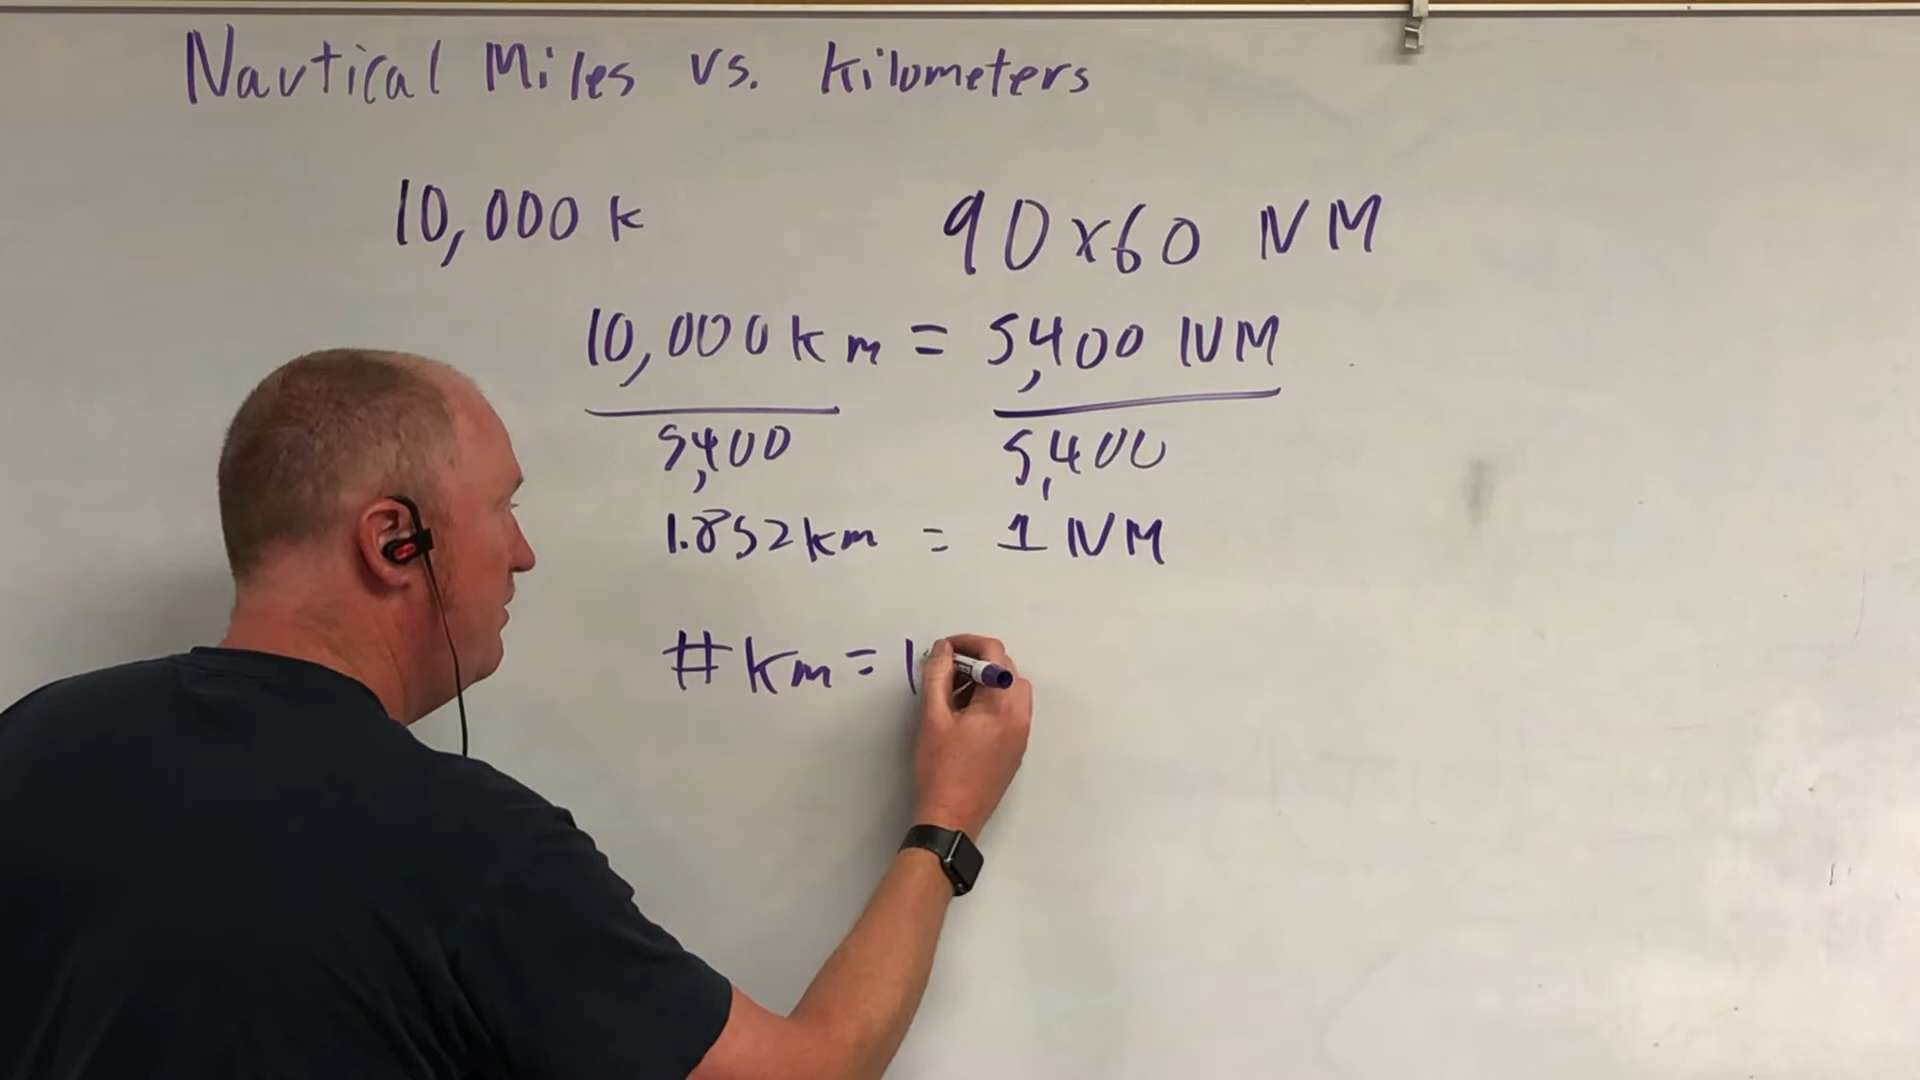 Nautical Miles vs. Kilometers
10,000 k 90x60 NM
10,000 km = 5,400 NM
5,400 5,400
1.852 km = 1 NM
# km = 1